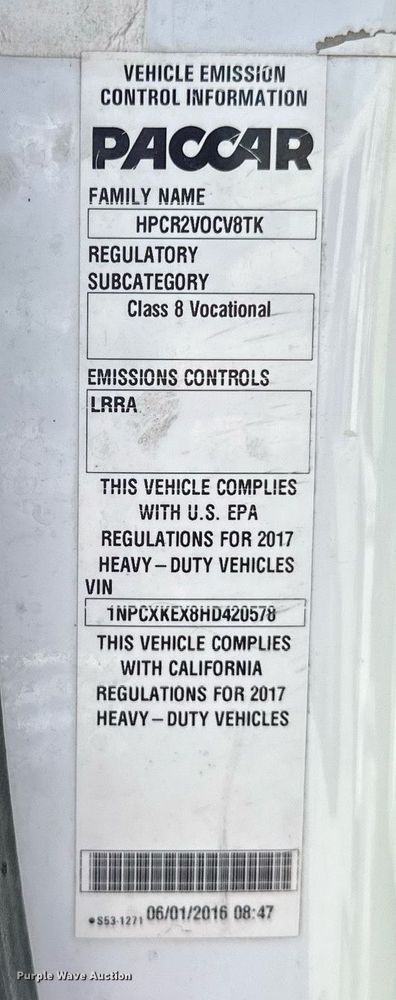 VEHICLE EMISSION
CONTROL INFORMATION
PACCAR
FAMILY NAME
HPCR2VOCV8TK
REGULATORY
SUBCATEGORY
Class 8 Vocational
EMISSIONS CONTROLS
LRRA
THIS VEHICLE COMPLIES
WITH U.S. EPA
REGULATIONS FOR 2017
HEAVY-DUTY VEHICLES
VIN
1NPCXKEX8HD420578
THIS VEHICLE COMPLIES
WITH CALIFORNIA
REGULATIONS FOR 2017
HEAVY-DUTY VEHICLES
•S53-1271 06/01/2016 08:47
Purple Wave Auction